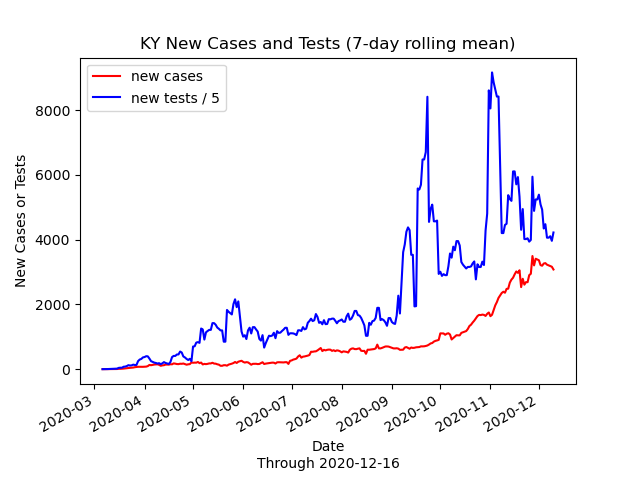 KY New Cases and Tests (7-day rolling mean)
new cases
new tests / 5
New Cases or Tests
8000
6000
4000
2000
0
2020-03
2020-04
2020-05
2020-06
2020-07
2020-08
2020-09
2020-10
2020-11
2020-12
Date
Through 2020-12-16